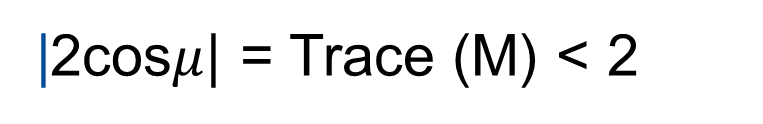 |2cos𝜇| = Trace (M) < 2